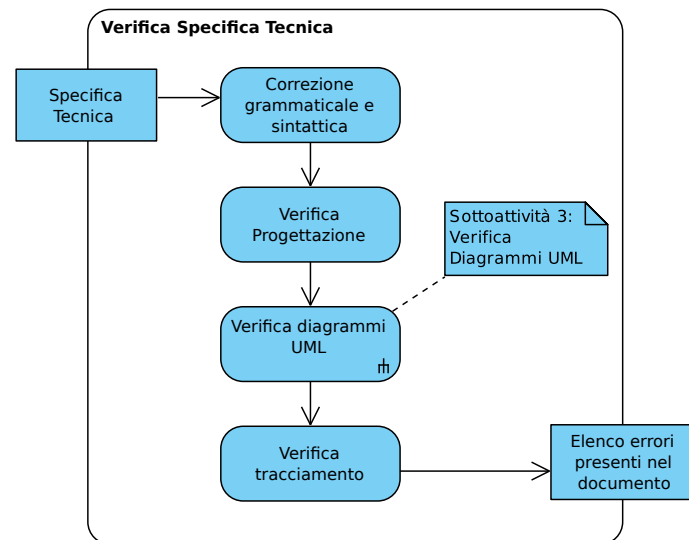 Verifica Specifica Tecnica
Specifica
Tecnica
Correzione
grammaticale e
sintattica
Verifica
Progettazione
Sottoattività 3:
Verifica
Diagrammi UML
Verifica diagrammi
UML
Verifica
tracciamento
Elenco errori
presenti nel
documento